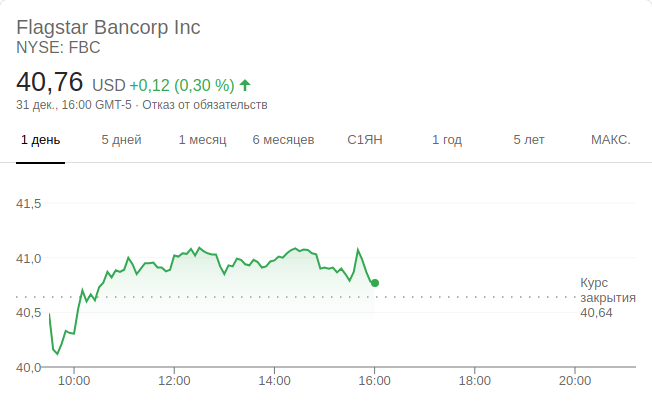 Flagstar Bancorp Inc
NYSE: FBC
40,76 USD +0,12 (0,30 %)
31 дек., 16:00 GMT-5 · Отказ от обязательств
1 день 5 дней 1 месяц 6 месяцев С1ЯН 1 год 5 лет МАКС.
41,5
41,0
40,5
40,0
Курс
закрытия
40,64
10:00 12:00 14:00 16:00 18:00 20:00